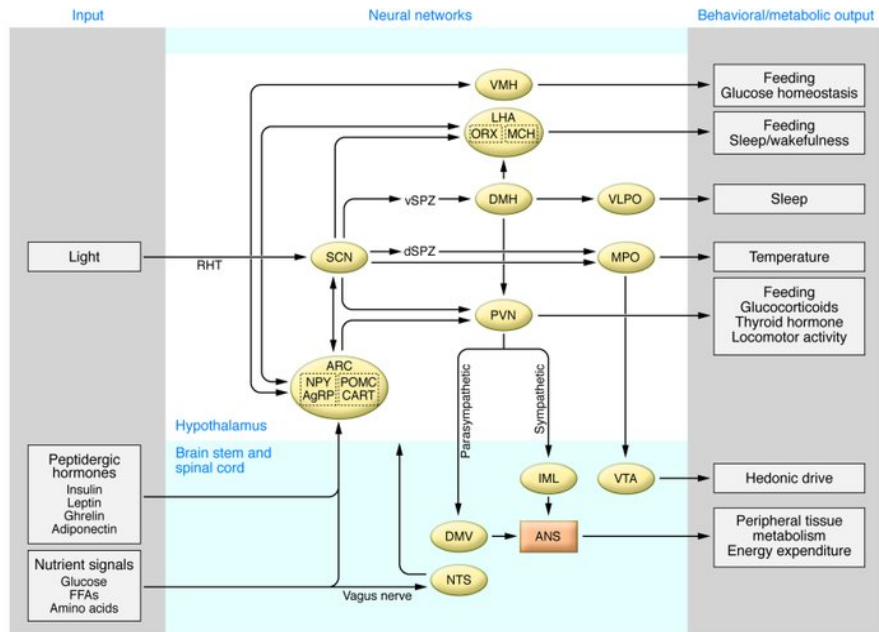 Input
Neural networks
Behavioral/metabolic output
VMH
Feeding
Glucose homeostasis
LHA
ORX MCH
Feeding
Sleep/wakefulness
vSPZ
DMH
VLPO
Sleep
Light
RHT
SCN
dSPZ
MPO
Temperature
PVN
Feeding
Glucocorticoids
Thyroid hormone
Locomotor activity
ARC
NPY POMC
AgRP CART
Parasympathetic
Sympathetic
Hypothalamus
Brain stem and
spinal cord
Peptidergic
hormones
Insulin
Leptin
Ghrelin
Adiponectin
IML
VTA
Hedonic drive
DMV
ANS
Peripheral tissue
metabolism
Energy expenditure
Nutrient signals
Glucose
FFAs
Amino acids
Vagus nerve
NTS